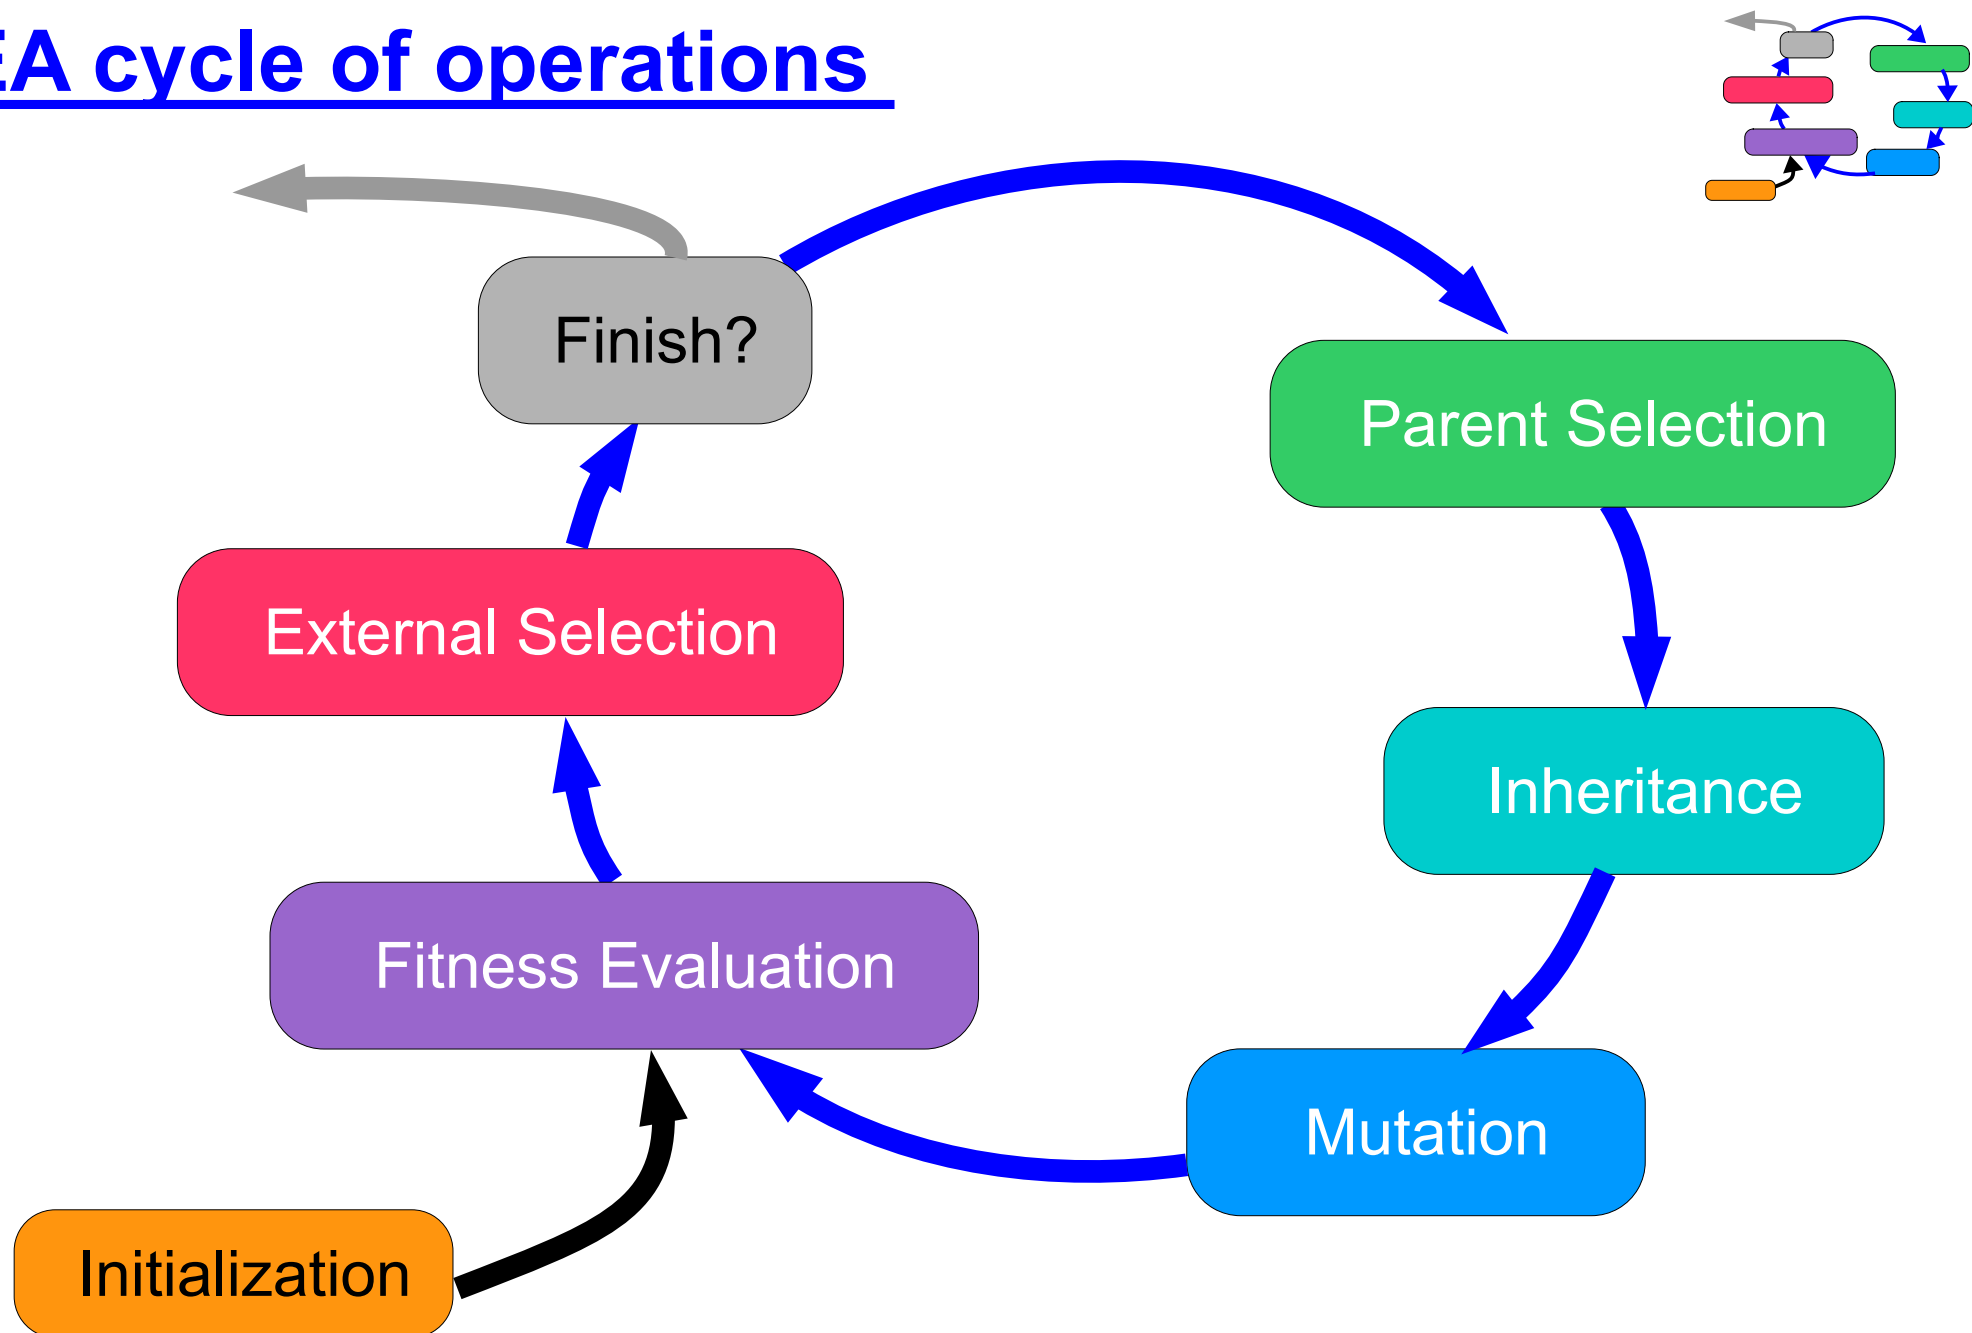 EA cycle of operations
Finish?
Parent Selection
External Selection
Inheritance
Fitness Evaluation
Mutation
Initialization